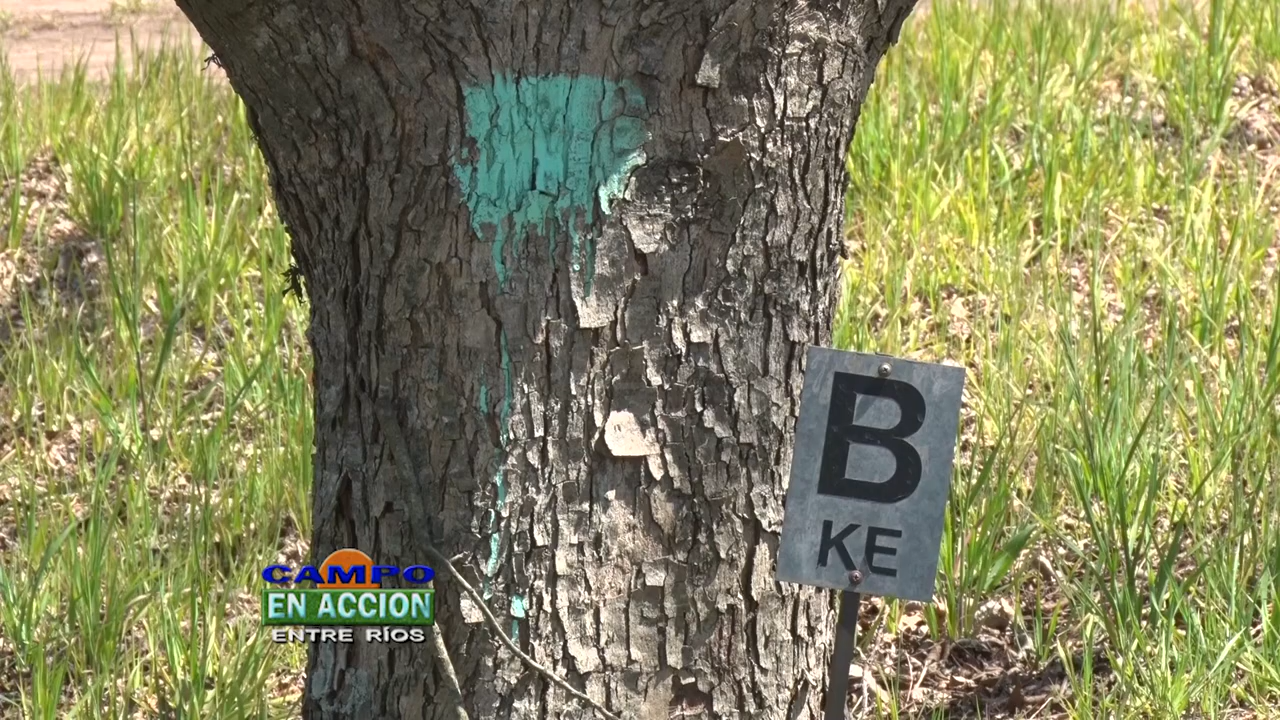 B
KE
CAMPO
EN ACCION
ENTRE RÍOS